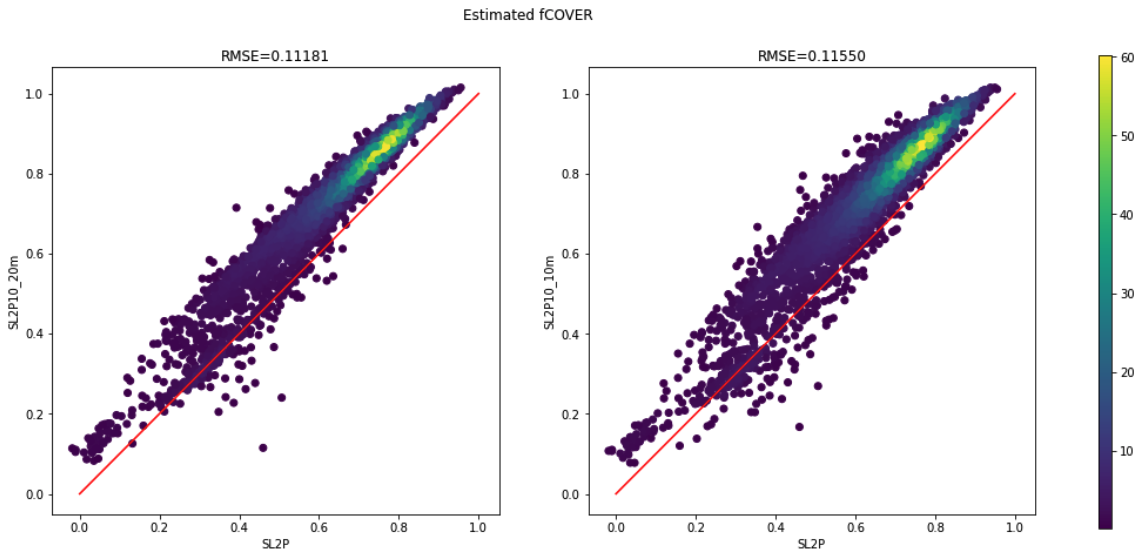 Estimated fCOVER
RMSE=0.11181
SL2P10_20m
1.0
0.8
0.6
0.4
0.2
0.0
0.0 0.2 0.4 0.6 0.8 1.0
SL2P
RMSE=0.11550
SL2P10_10m
1.0
0.8
0.6
0.4
0.2
0.0
0.0 0.2 0.4 0.6 0.8 1.0
SL2P
60
50
40
30
20
10